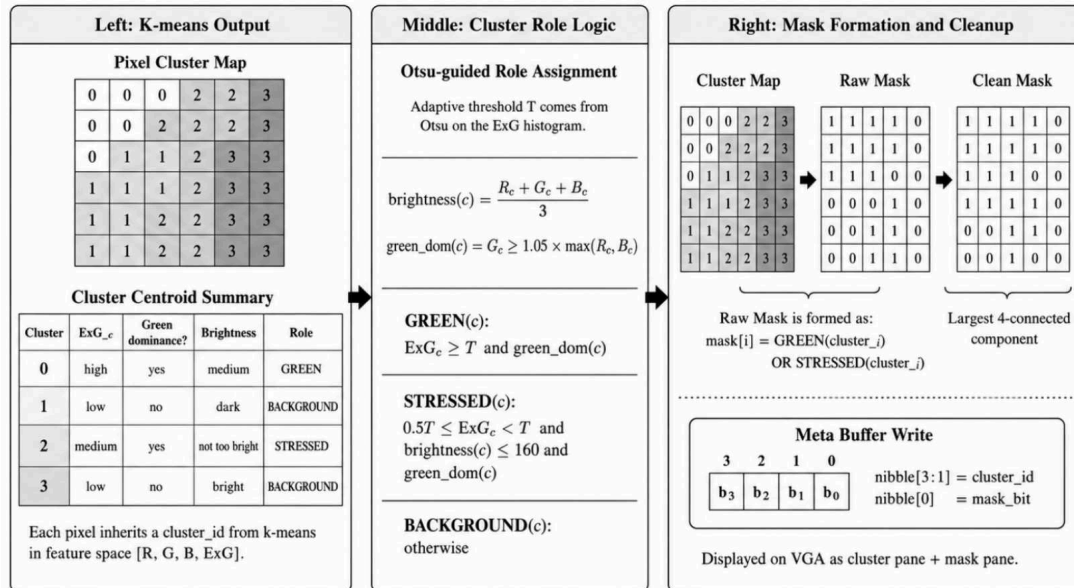 Left: K-means Output
Pixel Cluster Map
0 0 0 2 2 3
0 0 2 2 2 3
0 1 1 2 3 3
1 1 1 2 3 3
1 1 2 2 3 3
1 1 2 2 3 3
Cluster Centroid Summary
Cluster ExG_c Green dominance? Brightness Role
0 high yes medium GREEN
1 low no dark BACKGROUND
2 medium yes not too bright STRESSED
3 low no bright BACKGROUND
Each pixel inherits a cluster_id from k-means
in feature space [R, G, B, ExG].
Middle: Cluster Role Logic
Otsu-guided Role Assignment
Adaptive threshold T comes from
Otsu on the ExG histogram.
brightness(c) = (R_c + G_c + B_c) / 3
green_dom(c) = G_c ≥ 1.05 × max(R_c, B_c)
GREEN(c):
ExG_c ≥ T and green_dom(c)
STRESSED(c):
0.5T ≤ ExG_c < T and
brightness(c) ≤ 160 and
green_dom(c)
BACKGROUND(c):
otherwise
Right: Mask Formation and Cleanup
Cluster Map
0 0 0 2 2 3
0 0 2 2 2 3
0 1 1 2 3 3
1 1 1 2 3 3
1 1 2 2 3 3
1 1 2 2 3 3
Raw Mask
1 1 1 1 0
1 1 1 1 0
1 1 1 0 0
0 0 0 1 0
0 0 1 1 0
0 0 1 1 0
Clean Mask
1 1 1 1 0
1 1 1 1 0
1 1 1 1 0
1 1 1 1 0
0 0 1 0 0
0 0 1 0 0
Raw Mask is formed as:
mask[i] = GREEN(cluster_i)
OR STRESSED(cluster_i)
Largest 4-connected
component
Meta Buffer Write
3 2 1 0
b₃ b₂ b₁ b₀
nibble[3:1] = cluster_id
nibble[0] = mask_bit
Displayed on VGA as cluster pane + mask pane.